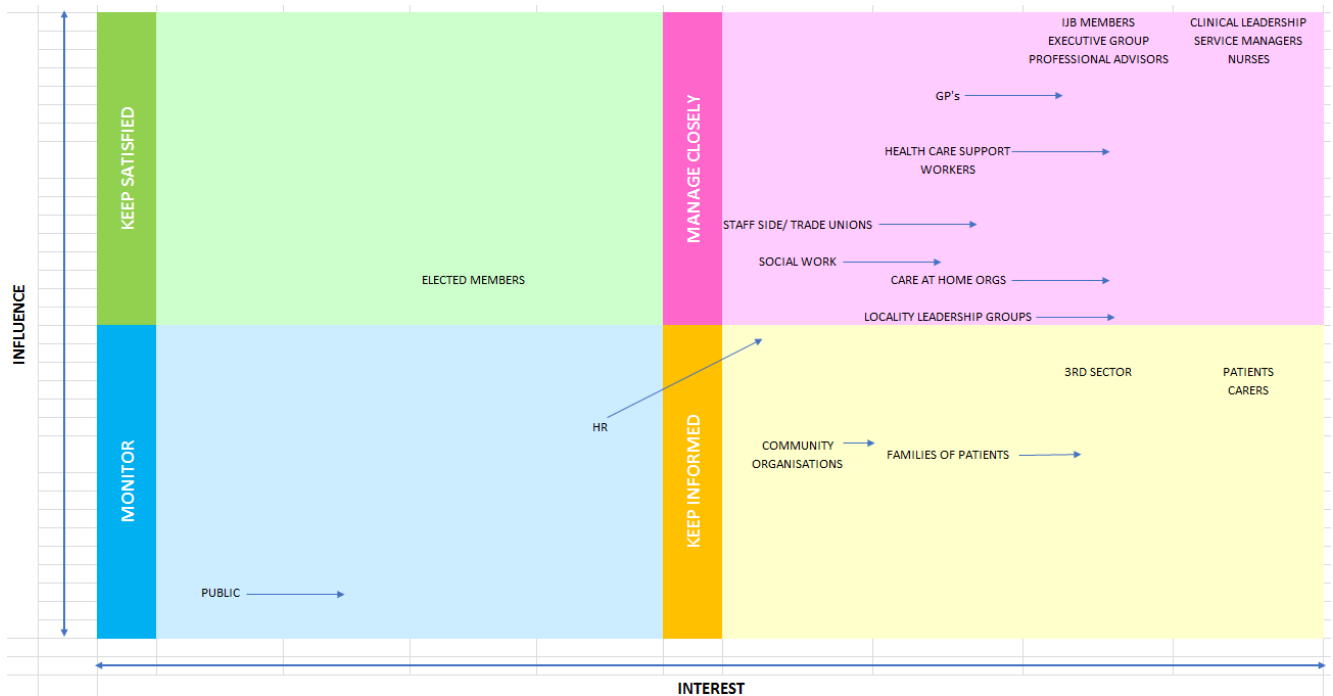 INFLUENCE
KEEP SATISFIED
ELECTED MEMBERS
MANAGE CLOSELY
IJB MEMBERS
EXECUTIVE GROUP
PROFESSIONAL ADVISORS
CLINICAL LEADERSHIP
SERVICE MANAGERS
NURSES
GP's
HEALTH CARE SUPPORT
WORKERS
STAFF SIDE/ TRADE UNIONS
SOCIAL WORK
CARE AT HOME ORGS
LOCALITY LEADERSHIP GROUPS
MONITOR
HR
PUBLIC
KEEP INFORMED
3RD SECTOR
PATIENTS
CARERS
COMMUNITY
ORGANISATIONS
FAMILIES OF PATIENTS
INTEREST